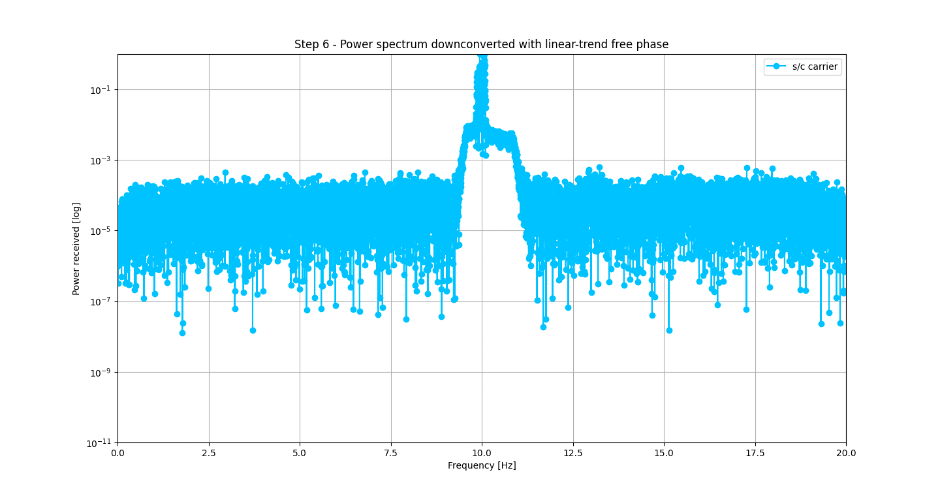 Step 6 - Power spectrum downconverted with linear-trend free phase
s/c carrier
Power received [log]
10⁻¹
10⁻³
10⁻⁵
10⁻⁷
10⁻⁹
10⁻¹¹
0.0 2.5 5.0 7.5 10.0 12.5 15.0 17.5 20.0
Frequency [Hz]